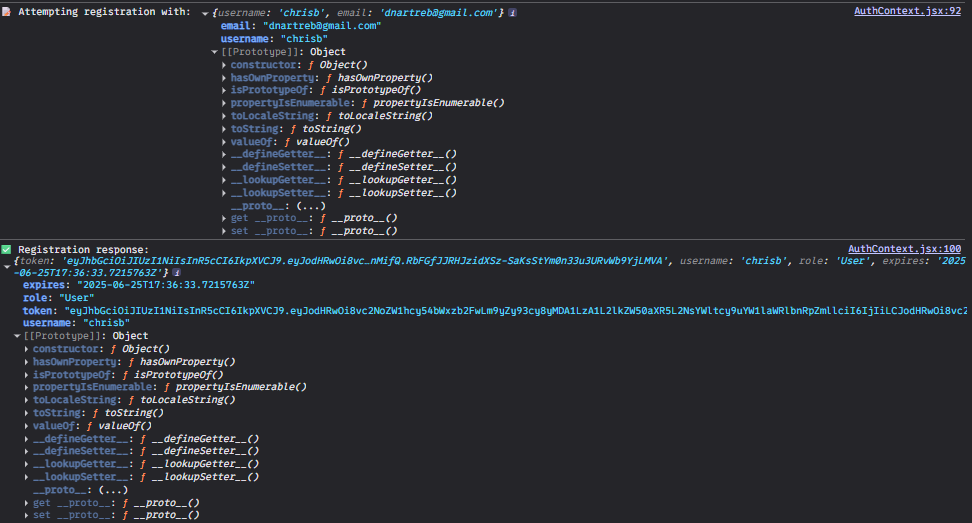 Attempting registration with: {username: 'chrisb', email: 'dnartreb@gmail.com'} AuthContext.jsx:92
email: "dnartreb@gmail.com"
username: "chrisb"
[[Prototype]]: Object
constructor: ƒ Object()
hasOwnProperty: ƒ hasOwnProperty()
isPrototypeOf: ƒ isPrototypeOf()
propertyIsEnumerable: ƒ propertyIsEnumerable()
toLocaleString: ƒ toLocaleString()
toString: ƒ toString()
valueOf: ƒ valueOf()
__defineGetter__: ƒ __defineGetter__()
__defineSetter__: ƒ __defineSetter__()
__lookupGetter__: ƒ __lookupGetter__()
__lookupSetter__: ƒ __lookupSetter__()
__proto__: (...)
get __proto__: ƒ __proto__()
set __proto__: ƒ __proto__()
Registration response: AuthContext.jsx:100
{token: 'eyJhbGciOiJIUzI1NiIsInR5cCI6IkpXVCJ9.eyJodHRwOi8vc…nMifQ.RbFGfJJRHJzidXSz-SaKsStYm0n33u3URvWb9YjLMVA', username: 'chrisb', role: 'User', expires: '2025
-06-25T17:36:33.7215763Z'}
expires: "2025-06-25T17:36:33.7215763Z"
role: "User"
token: "eyJhbGciOiJIUzI1NiIsInR5cCI6IkpXVCJ9.eyJodHRwOi8vc2NoZW1hcy54bWxzb2FwLm9yZy93cy8yMDA1LzA1L2lkZW50aXR5L2NsYWltcy9uYW1laWRlbnRpZmllciI6IjIiLCJodHRwOi8vc2
username: "chrisb"
[[Prototype]]: Object
constructor: ƒ Object()
hasOwnProperty: ƒ hasOwnProperty()
isPrototypeOf: ƒ isPrototypeOf()
propertyIsEnumerable: ƒ propertyIsEnumerable()
toLocaleString: ƒ toLocaleString()
toString: ƒ toString()
valueOf: ƒ valueOf()
__defineGetter__: ƒ __defineGetter__()
__defineSetter__: ƒ __defineSetter__()
__lookupGetter__: ƒ __lookupGetter__()
__lookupSetter__: ƒ __lookupSetter__()
__proto__: (...)
get __proto__: ƒ __proto__()
set __proto__: ƒ __proto__()